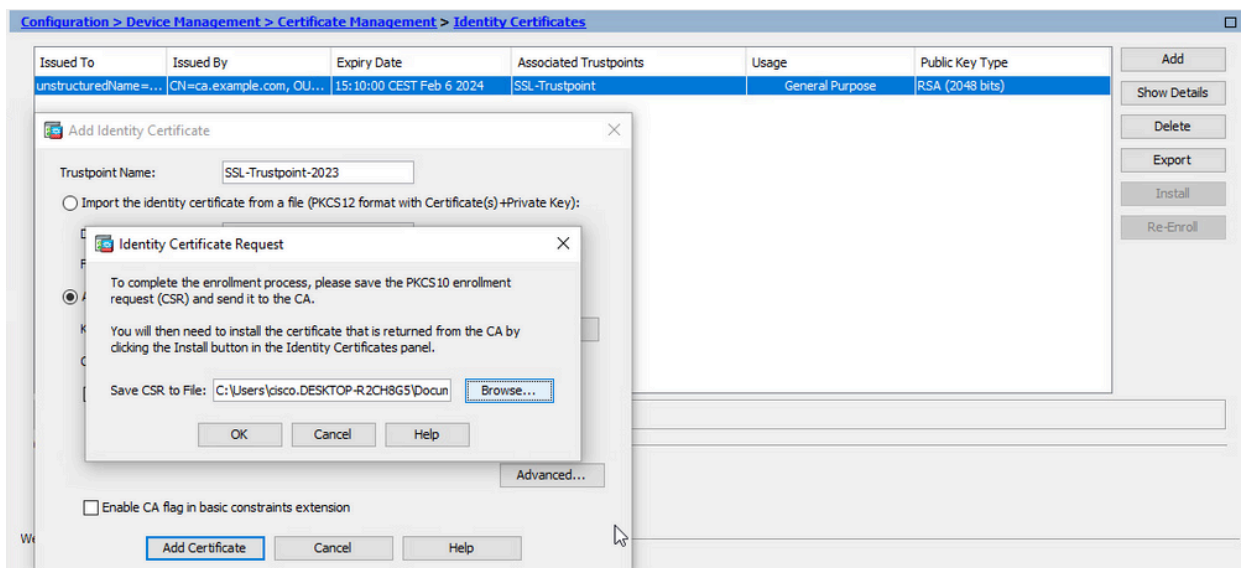 Configuration > Device Management > Certificate Management > Identity Certificates
Issued To Issued By Expiry Date Associated Trustpoints Usage Public Key Type
unstructuredName=... CN=ca.example.com, OU... 15:10:00 CEST Feb 6 2024 SSL-Trustpoint General Purpose RSA (2048 bits)
Add
Show Details
Delete
Export
Install
Re-Enroll
Add Identity Certificate
Trustpoint Name: SSL-Trustpoint-2023
Import the identity certificate from a file (PKCS12 format with Certificate(s)+Private Key):
Identity Certificate Request
To complete the enrollment process, please save the PKCS10 enrollment
request (CSR) and send it to the CA.
You will then need to install the certificate that is returned from the CA by
clicking the Install button in the Identity Certificates panel.
Save CSR to File: C:\Users\cisco.DESKTOP-R2CH8G5\Docun Browse...
OK Cancel Help
Advanced...
Enable CA flag in basic constraints extension
Add Certificate Cancel Help